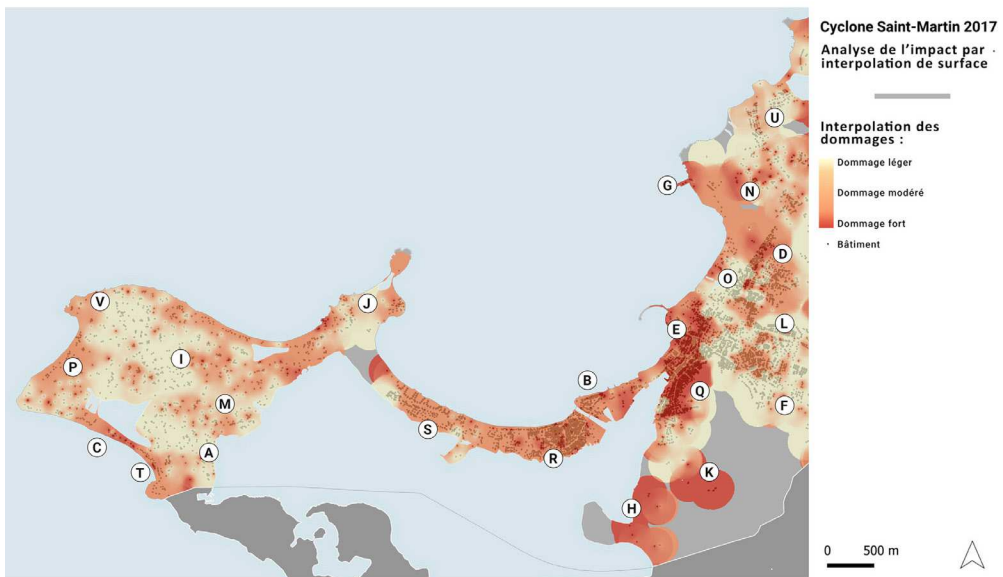 Cyclone Saint-Martin 2017
Analyse de l'impact par
interpolation de surface
Interpolation des
dommages :
Dommage léger
Dommage modéré
Dommage fort
Bâtiment
U
G
N
D
O
V
J
L
E
P
I
B
Q
M
F
S
C
A
R
T
K
H
0 500 m